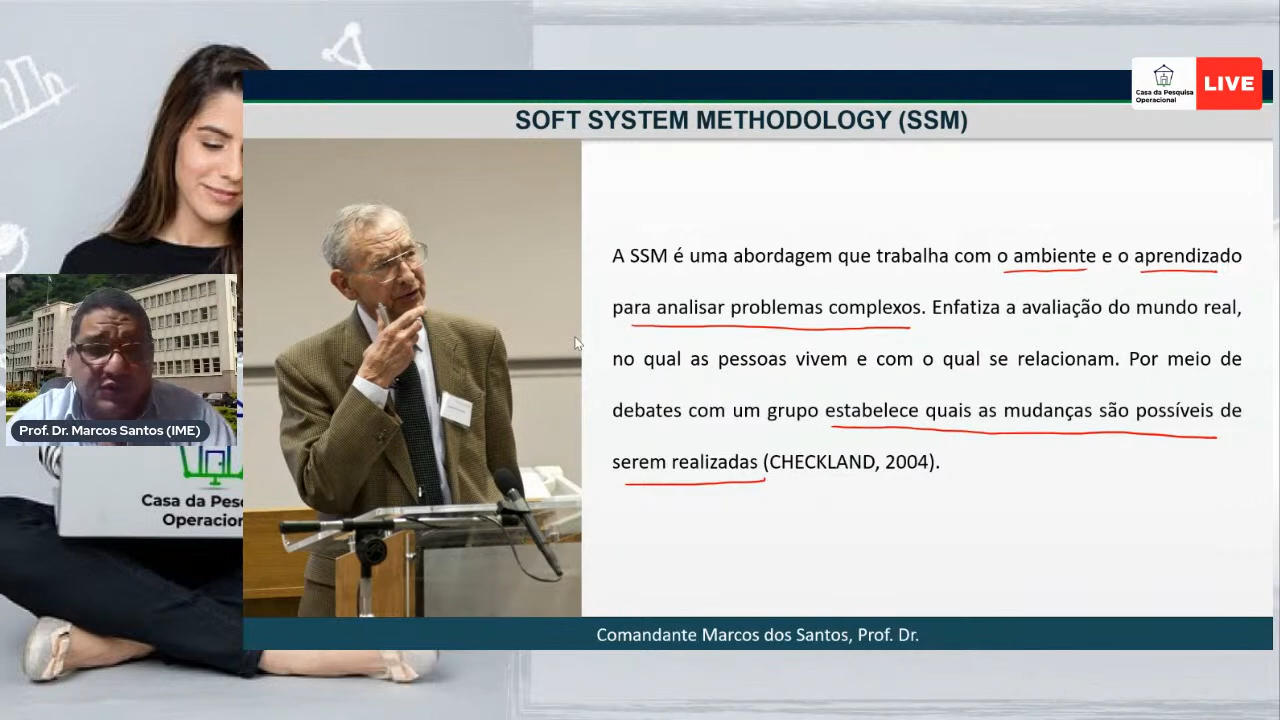 Casa da Pesquisa
Operacional
LIVE
SOFT SYSTEM METHODOLOGY (SSM)
A SSM é uma abordagem que trabalha com o ambiente e o aprendizado
para analisar problemas complexos. Enfatiza a avaliação do mundo real,
no qual as pessoas vivem e com o qual se relacionam. Por meio de
debates com um grupo estabelece quais as mudanças são possíveis de
serem realizadas (CHECKLAND, 2004).
Prof. Dr. Marcos Santos (IME)
Casa da Pesq
Operacion
Comandante Marcos dos Santos, Prof. Dr.